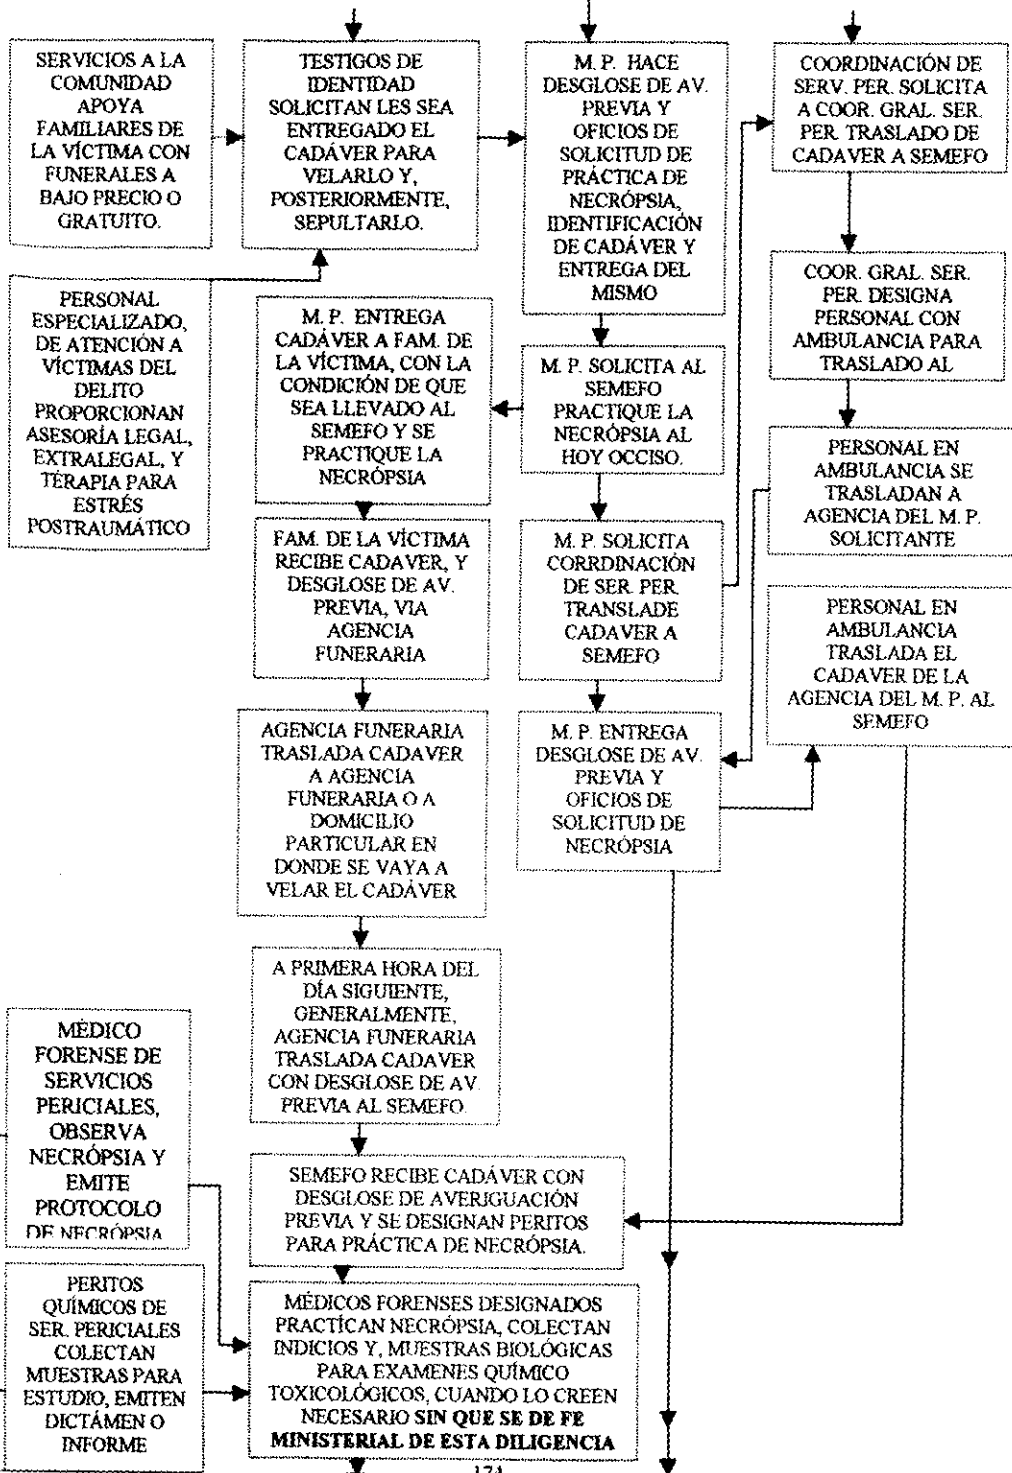 SERVICIOS A LA
COMUNIDAD
APOYA
FAMILIARES DE
LA VÍCTIMA CON
FUNERALES A
BAJO PRECIO O
GRATUITO.
TESTIGOS DE
IDENTIDAD
SOLICITAN LES SEA
ENTREGADO EL
CADÁVER PARA
VELARLO Y,
POSTERIORMENTE,
SEPULTARLO.
M. P. HACE
DESGLOSE DE AV.
PREVIA Y
OFICIOS DE
SOLICITUD DE
PRÁCTICA DE
NECRÓPSIA,
IDENTIFICACIÓN
DE CADÁVER Y
ENTREGA DEL
MISMO
COORDINACIÓN DE
SERV. PER. SOLICITA
A COOR. GRAL. SER.
PER. TRASLADO DE
CADAVER A SEMEFO
PERSONAL
ESPECIALIZADO,
DE ATENCIÓN A
VÍCTIMAS DEL
DELITO
PROPORCIONAN
ASESORÍA LEGAL,
EXTRALEGAL, Y
TÉRAPIA PARA
ESTRÉS
POSTRAUMÁTICO
M. P. ENTREGA
CADÁVER A FAM. DE
LA VÍCTIMA, CON LA
CONDICIÓN DE QUE
SEA LLEVADO AL
SEMEFO Y SE
PRACTIQUE LA
NECRÓPSIA
M. P. SOLICITA AL
SEMEFO
PRACTIQUE LA
NECRÓPSIA AL
HOY OCCISO.
COOR. GRAL. SER.
PER. DESIGNA
PERSONAL CON
AMBULANCIA PARA
TRASLADO AL
PERSONAL EN
AMBULANCIA SE
TRASLADAN A
AGENCIA DEL M. P.
SOLICITANTE
FAM. DE LA VÍCTIMA
RECIBE CADAVER, Y
DESGLOSE DE AV.
PREVIA, VIA
AGENCIA
FUNERARIA
M. P. SOLICITA
CORRDINACIÓN
DE SER. PER.
TRANSLADE
CADAVER A
SEMEFO
PERSONAL EN
AMBULANCIA
TRASLADA EL
CADAVER DE LA
AGENCIA DEL M. P. AL
SEMEFO
AGENCIA FUNERARIA
TRASLADA CADAVER
A AGENCIA
FUNERARIA O A
DOMICILIO
PARTICULAR EN
DONDE SE VAYA A
VELAR EL CADÁVER
M. P. ENTREGA
DESGLOSE DE AV.
PREVIA Y
OFICIOS DE
SOLICITUD DE
NECRÓPSIA
A PRIMERA HORA DEL
DÍA SIGUIENTE,
GENERALMENTE,
AGENCIA FUNERARIA
TRASLADA CADAVER
CON DESGLOSE DE AV.
PREVIA AL SEMEFO.
MÉDICO
FORENSE DE
SERVICIOS
PERICIALES,
OBSERVA
NECRÓPSIA Y
EMITE
PROTOCOLO
DE NECRÓPSIA
SEMEFO RECIBE CADÁVER CON
DESGLOSE DE AVERIGUACIÓN
PREVIA Y SE DESIGNAN PERITOS
PARA PRÁCTICA DE NECRÓPSIA.
PERITOS
QUÍMICOS DE
SER. PERICIALES
COLECTAN
MUESTRAS PARA
ESTUDIO, EMITEN
DICTÁMEN O
INFORME
MÉDICOS FORENSES DESIGNADOS
PRACTÍCAN NECRÓPSIA, COLECTAN
INDICIOS Y, MUESTRAS BIOLÓGICAS
PARA EXAMENES QUÍMICO
TOXICOLÓGICOS, CUANDO LO CREEN
NECESARIO SIN QUE SE DE FE
MINISTERIAL DE ESTA DILIGENCIA